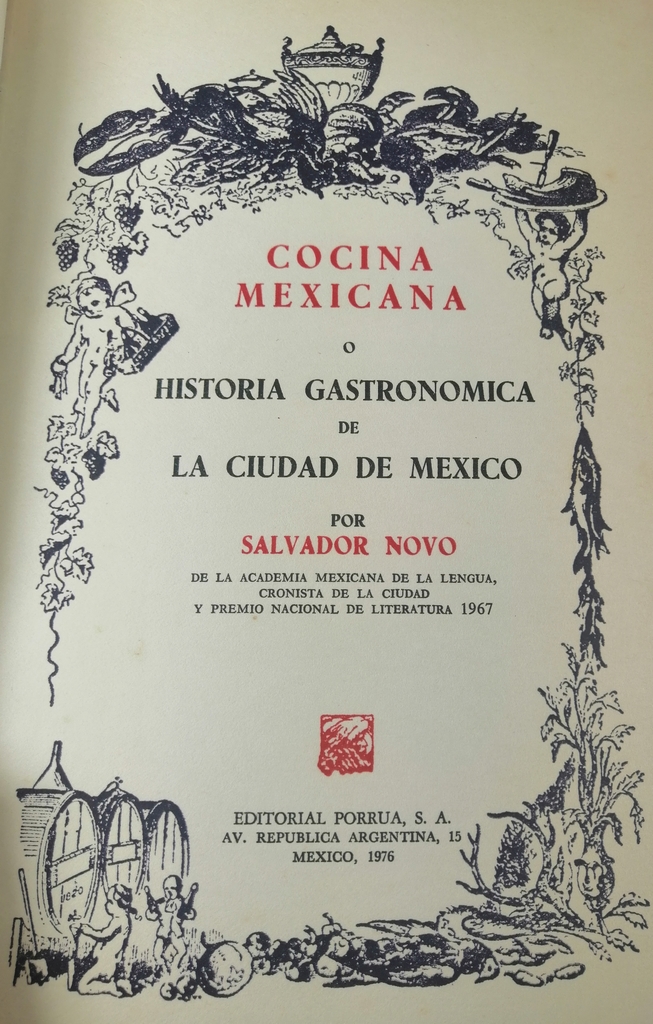 COCINA
MEXICANA
O
HISTORIA GASTRONOMICA
DE
LA CIUDAD DE MEXICO
POR
SALVADOR NOVO
DE LA ACADEMIA MEXICANA DE LA LENGUA,
CRONISTA DE LA CIUDAD
Y PREMIO NACIONAL DE LITERATURA 1967
EDITORIAL PORRUA, S. A.
AV. REPUBLICA ARGENTINA, 15
MEXICO, 1976